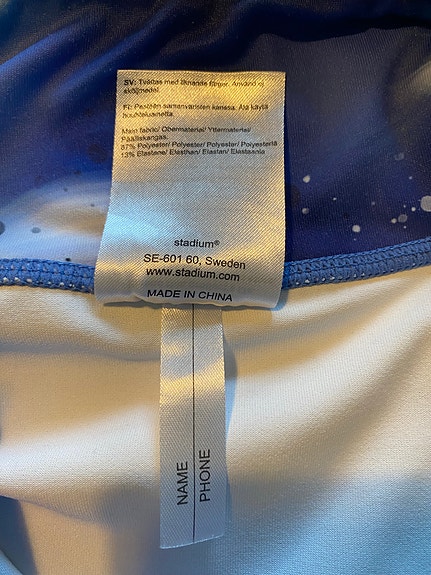 SV: Tvättas med liknande färger. Använd ej
sköljmedel.
FI: Pestään samanväristen kanssa. Älä käytä
huuhteluainetta.
Main fabric/ Obermaterial/ Yttermaterial/
Päälliskangas.
87% Polyester/ Polyester/ Polyester/ Polyesteriä
13% Elastane/ Elasthan/ Elastan/ Elastaania
stadium®
SE-601 60, Sweden
www.stadium.com
MADE IN CHINA
NAME
PHONE